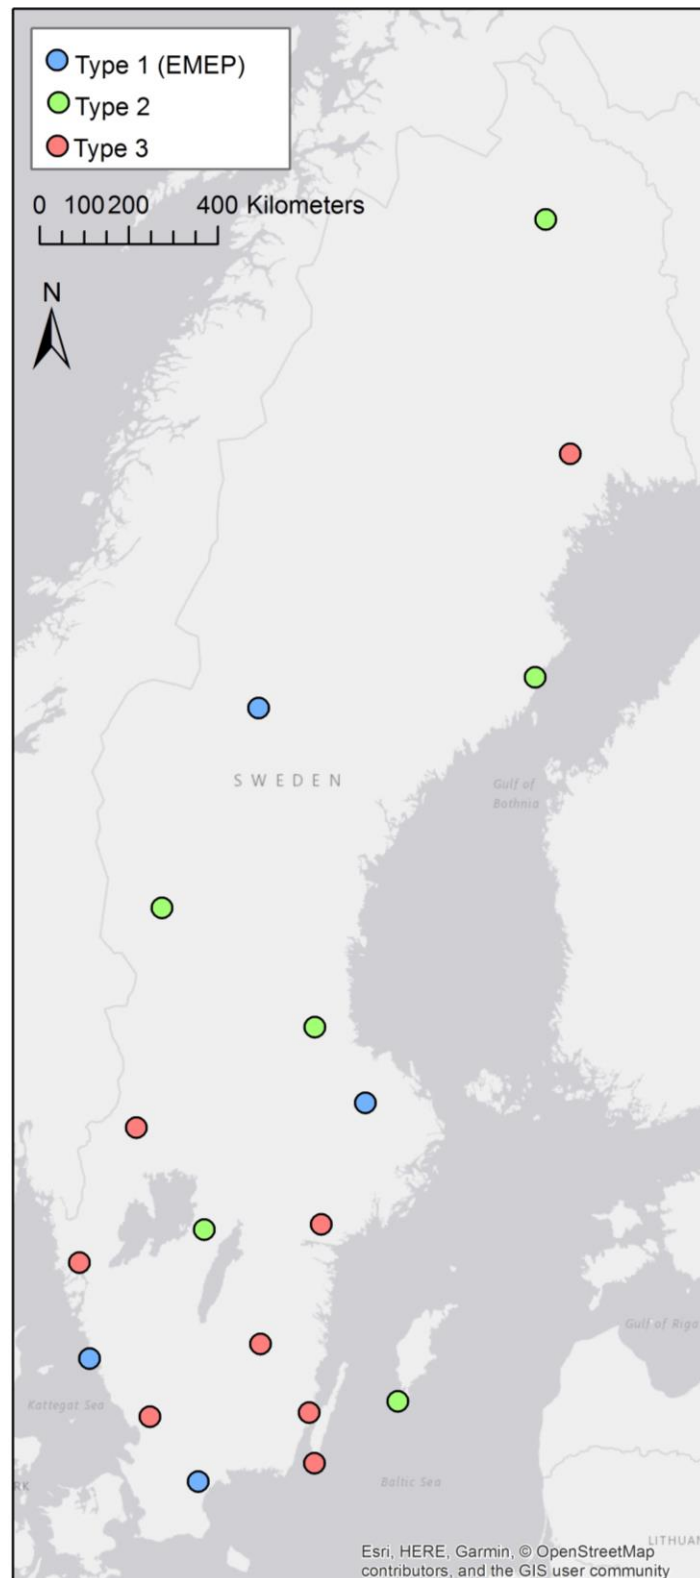 Type 1 (EMEP)
Type 2
Type 3
0 100 200 400 Kilometers
N
SWEDEN
Gulf of
Bothnia
Gulf of Riga
Kattegat Sea
RK
Baltic Sea
LITHUAN
Esri, HERE, Garmin, © OpenStreetMap
contributors, and the GIS user community